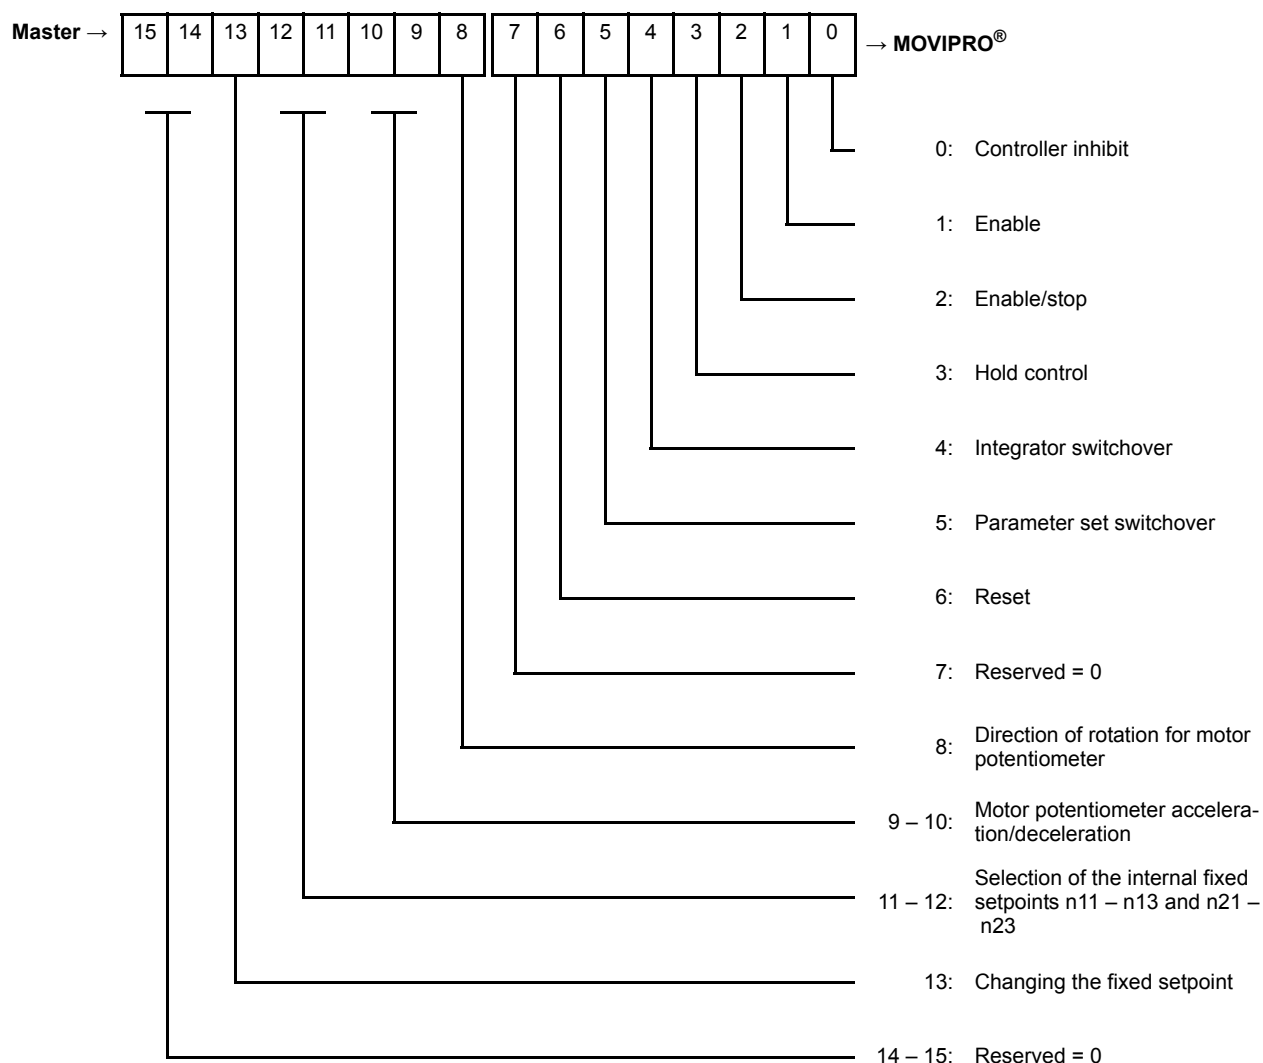 Master → 15 14 13 12 11 10 9 8 7 6 5 4 3 2 1 0 → MOVIPRO®
0: Controller inhibit
1: Enable
2: Enable/stop
3: Hold control
4: Integrator switchover
5: Parameter set switchover
6: Reset
7: Reserved = 0
8: Direction of rotation for motor
potentiometer
9 – 10: Motor potentiometer accelera-
tion/deceleration
11 – 12: Selection of the internal fixed
setpoints n11 – n13 and n21 –
n23
13: Changing the fixed setpoint
14 – 15: Reserved = 0